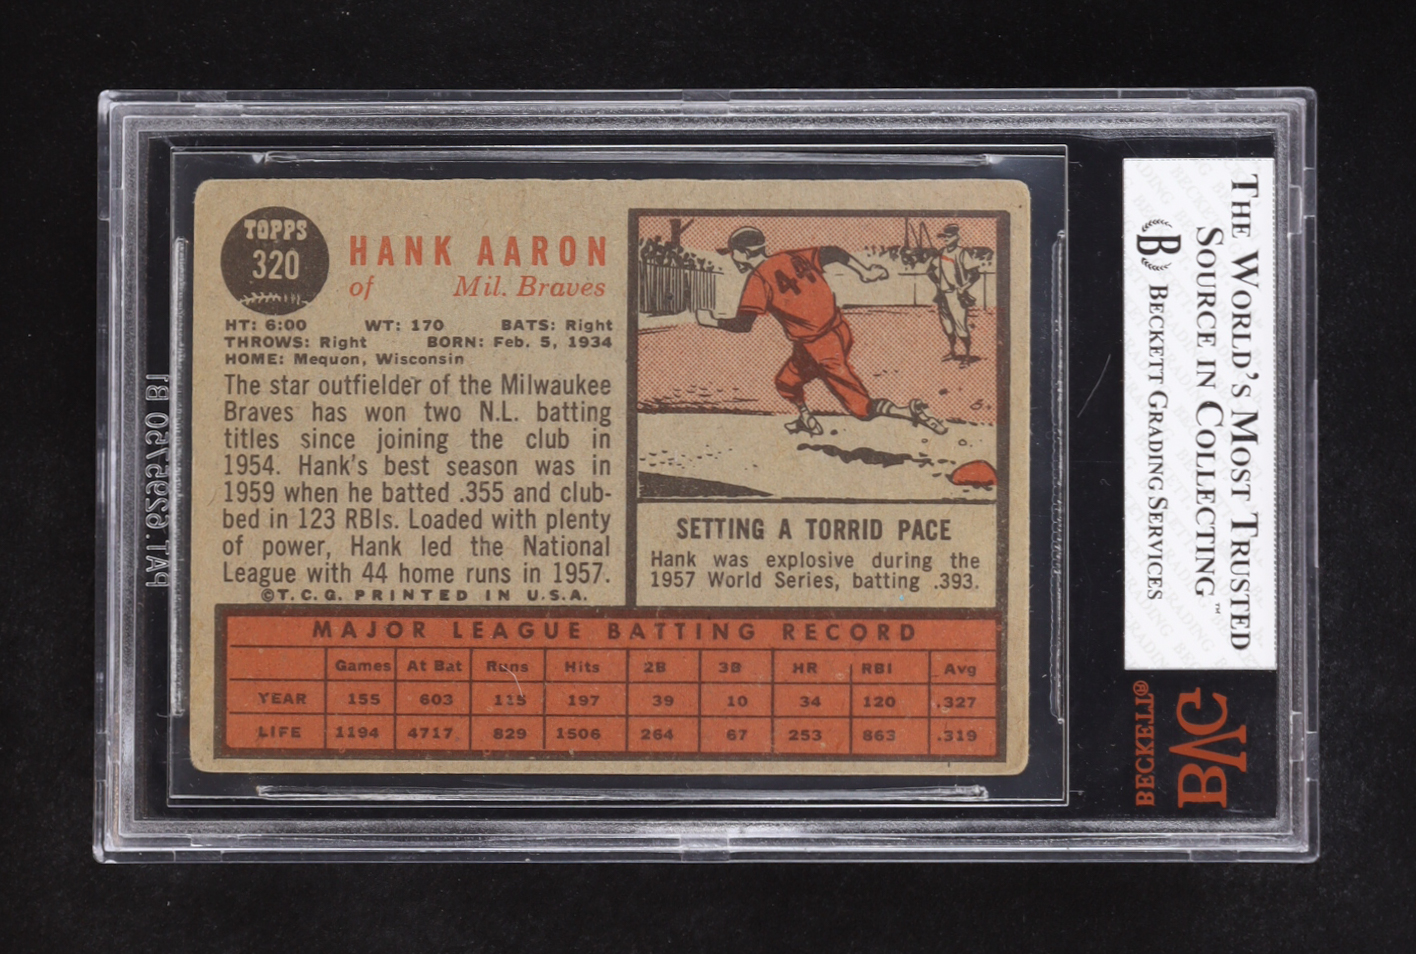 TOPPS
320
HANK AARON
of Mil. Braves
HT: 6:00 WT: 170 BATS: Right
THROWS: Right BORN: Feb. 5, 1934
HOME: Mequon, Wisconsin
The star outfielder of the Milwaukee
Braves has won two N.L. batting
titles since joining the club in
1954. Hank's best season was in
1959 when he batted .355 and club-
bed in 123 RBIs. Loaded with plenty
of power, Hank led the National
League with 44 home runs in 1957.
©T.C.G. PRINTED IN U.S.A.
44
SETTING A TORRID PACE
Hank was explosive during the
1957 World Series, batting .393.
MAJOR LEAGUE BATTING RECORD
Games At Bat Runs Hits 2B 3B HR RBI Avg
YEAR 155 603 115 197 39 10 34 120 .327
LIFE 1194 4717 829 1506 264 67 253 863 .319
THE WORLD'S MOST TRUSTED
SOURCE IN COLLECTING™
B BECKETT GRADING SERVICES
BECKETT®